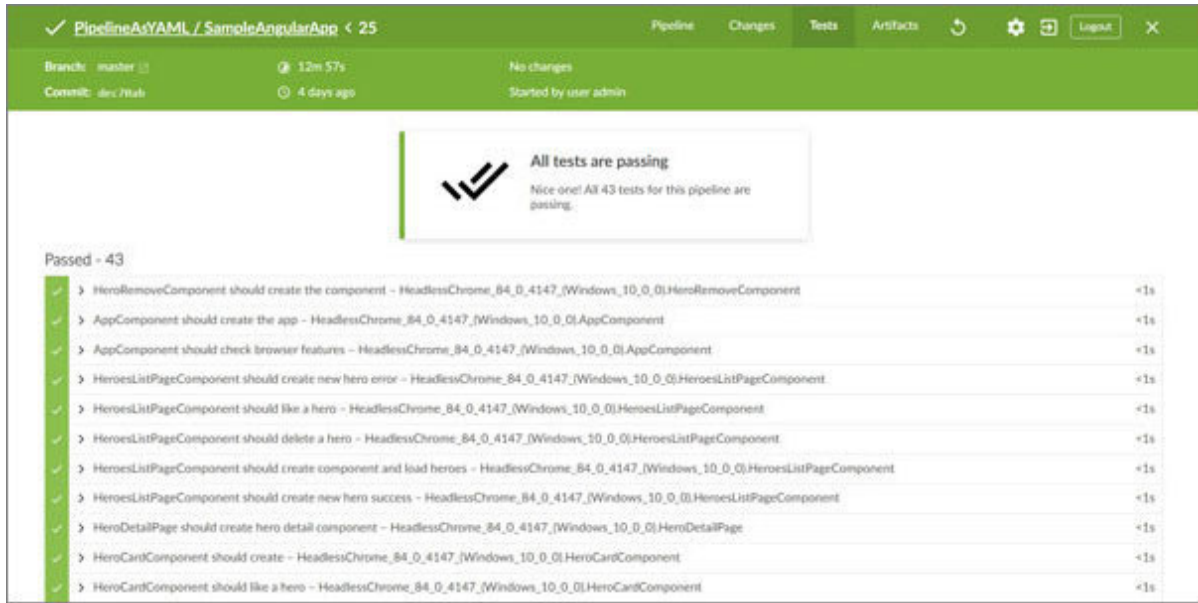 PipelineAsYAML / SampleAngularApp < 25
Pipeline Changes Tests Artifacts Logout
Branch: master 12m 57s No changes
Commit: 4 days ago Started by user admin
All tests are passing
Nice one! All 43 tests for this pipeline are
passing.
Passed - 43
HeroRemoveComponent should create the component – HeadlessChrome_84_0_4147_(Windows_10_0_0).HeroRemoveComponent <1s
AppComponent should create the app – HeadlessChrome_84_0_4147_(Windows_10_0_0).AppComponent <1s
AppComponent should check browser features – HeadlessChrome_84_0_4147_(Windows_10_0_0).AppComponent <1s
HeroesListPageComponent should create new hero error – HeadlessChrome_84_0_4147_(Windows_10_0_0).HeroesListPageComponent <1s
HeroesListPageComponent should like a hero – HeadlessChrome_84_0_4147_(Windows_10_0_0).HeroesListPageComponent <1s
HeroesListPageComponent should delete a hero – HeadlessChrome_84_0_4147_(Windows_10_0_0).HeroesListPageComponent <1s
HeroesListPageComponent should create component and load heroes – HeadlessChrome_84_0_4147_(Windows_10_0_0).HeroesListPageComponent <1s
HeroesListPageComponent should create new hero success – HeadlessChrome_84_0_4147_(Windows_10_0_0).HeroesListPageComponent <1s
HeroDetailPage should create hero detail component – HeadlessChrome_84_0_4147_(Windows_10_0_0).HeroDetailPage <1s
HeroCardComponent should create – HeadlessChrome_84_0_4147_(Windows_10_0_0).HeroCardComponent <1s
HeroCardComponent should like a hero – HeadlessChrome_84_0_4147_(Windows_10_0_0).HeroCardComponent <1s